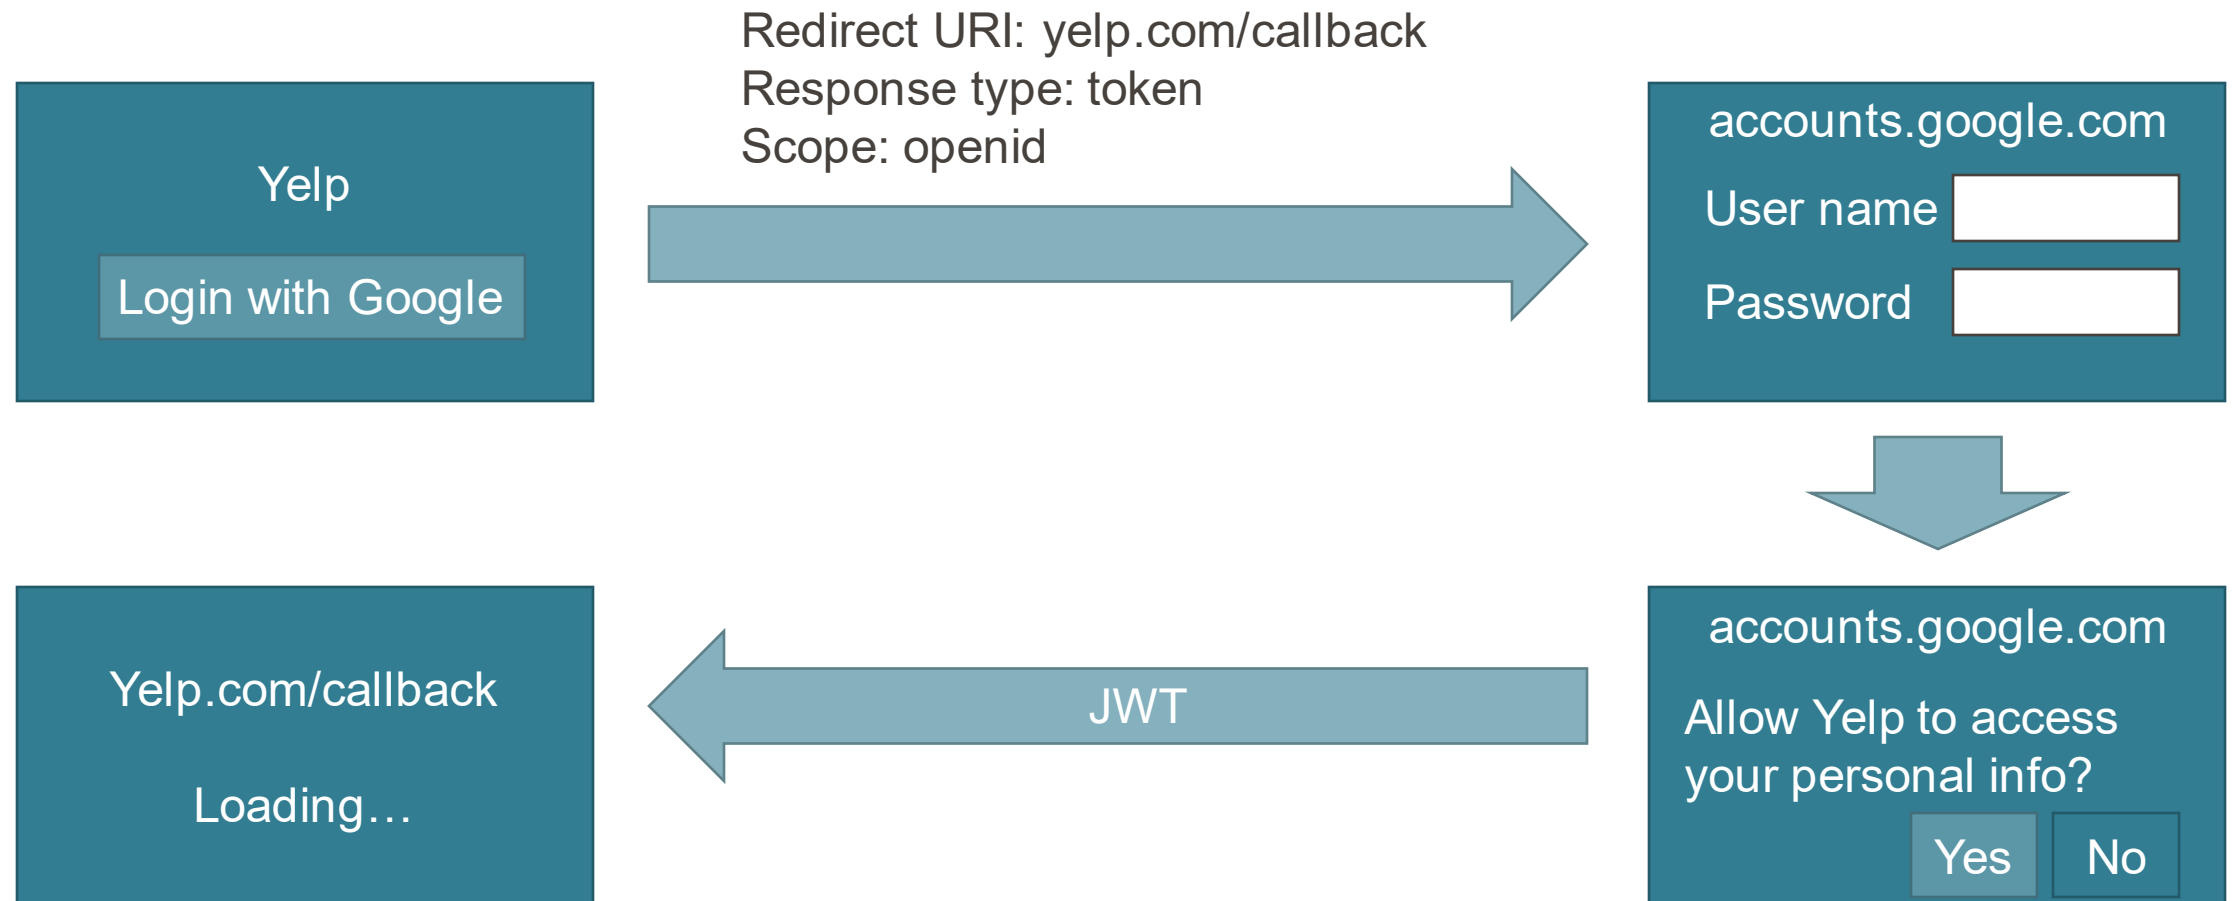 Redirect URI: yelp.com/callback
Response type: token
Scope: openid
Yelp
Login with Google
accounts.google.com
User name
Password
Yelp.com/callback
Loading…
JWT
accounts.google.com
Allow Yelp to access
your personal info?
Yes
No